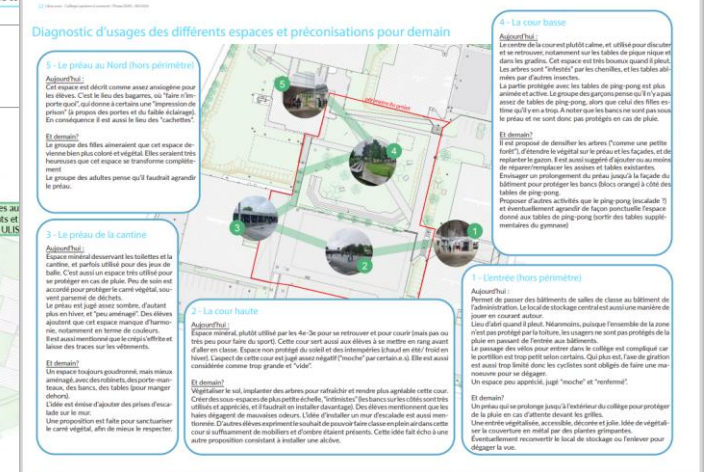 Diagnostic d'usages des différents espaces et préconisations pour demain
5 - Le préau au Nord (hors périmètre)
Aujourd'hui :
Cet espace est décrit comme assez anxiogène pour
les élèves. C'est le lieu des bagarres, où "faire n'im-
porte quoi", qui donne à certains une "impression de
prison" (à propos des portes et du faible éclairage).
En conséquence il est aussi le lieu des "cachettes".
Et demain?
Le groupe des filles aimeraient que cet espace de-
vienne bien plus coloré et végétal. Elles seraient très
heureuses que cet espace se transforme complète-
ment
Le groupe des adultes pense qu'il faudrait agrandir
le préau.
3 - Le préau de la cantine
Aujourd'hui :
Espace minéral desservant les toilettes et la
cantine, et parfois utilisé pour des jeux de
balle. C'est aussi un espace très utilisé pour
se protéger en cas de pluie. Peu de soin est
accordé pour protéger le carré végétal, sou-
vent parsemé de déchets.
Le préau est jugé assez sombre, d'autant
plus en hiver, et "peu aménagé". Des élèves
ajoutent que cet espace manque d'harmo-
nie, notamment en terme de couleurs.
Il est aussi mentionné que le crépi s'effrite et
laisse des traces sur les vêtements.
Et demain?
Un espace toujours goudronné, mais mieux
aménagé, avec des robinets, des porte-man-
teaux, des bancs, des tables (pour manger
dehors).
L'idée est émise d'ajouter des prises d'esca-
lade sur le mur.
Une proposition est faite pour sanctuariser
le carré végétal, afin de mieux le respecter.
2 - La cour haute
Aujourd'hui :
Espace minéral, plutôt utilisé par les 4e-3e pour se retrouver et pour courir (mais pas ou
très peu pour faire du sport). Cette cour sert aussi aux élèves à se mettre en rang avant
d'aller en classe. Espace non protégé du soleil et des intempéries (chaud en été/ froid en
hiver). L'aspect de cette cour est jugé assez négatif ("moche" par certain.e.s). Elle est aussi
considérée comme trop grande et "vide".
Et demain?
Végétaliser le sol, implanter des arbres pour rafraîchir et rendre plus agréable cette cour.
Créer des sous-espaces de plus petite échelle, "intimistes" (les bancs sur les côtés sont très
utilisés et appréciés, et il faudrait en installer davantage). Des élèves mentionnent que les
haies dégagent de mauvaises odeurs. L'idée d'installer un mur d'escalade est aussi men-
tionnée. D'autres élèves expriment le souhait de pouvoir faire classe en plein air dans cette
cour si suffisamment de mobiliers et d'ombre étaient présents. Cette idée fait écho à une
autre proposition consistant à installer une alcôve.
4 - La cour basse
Aujourd'hui :
Le centre de la cour est plutôt calme, et utilisé pour discuter
et se retrouver, notamment sur les tables de pique nique et
dans les gradins. Cet espace est très boueux quand il pleut.
Les arbres sont "infestés" par les chenilles, et les tables abi-
mées par d'autres insectes.
La partie protégée avec les tables de ping-pong est plus
animée et active. Le groupe des garçons pense qu'il n'y a pas
assez de tables de ping-pong, alors que celui des filles es-
time qu'il y en a trop. A noter que les bancs ne sont pas sous
le préau et ne sont donc pas protégés en cas de pluie.
Et demain?
Il est proposé de densifier les arbres ("comme une petite
forêt"), d'étendre le végétal sur le préau et les façades, et de
replanter le gazon. Il est aussi suggéré d'ajouter ou au moins
de réparer/remplacer les assises et tables existantes.
Envisager un prolongement du préau jusqu'à la façade du
bâtiment pour protéger les bancs (blocs orange) à côté des
tables de ping-pong.
Proposer d'autres activités que le ping-pong (escalade ?)
et éventuellement agrandir de façon ponctuelle l'espace
donné aux tables de ping-pong (sortir des tables supplé-
mentaires du gymnase)
1 - L'entrée (hors périmètre)
Aujourd'hui :
Permet de passer des bâtiments de salles de classe au bâtiment de
l'administration. Le local de stockage central est aussi une manière de
jouer en courant autour.
Lieu d'abri quand il pleut. Néanmoins, puisque l'ensemble de la zone
n'est pas protégé par la toiture, les usagers ne sont pas protégés de la
pluie en passant de l'entrée aux bâtiments.
Le passage des vélos pour entrer dans le collège est compliqué car
le portillon est trop petit selon certains. Qui plus est, l'axe de giration
est aussi trop limité donc les cyclistes sont obligés de faire une ma-
noeuvre pour se dégager.
Un espace peu apprécié, jugé "moche" et "renfermé".
Et demain?
Un préau qui se prolonge jusqu'à l'extérieur du collège pour protéger
de la pluie en cas d'attente devant les grilles.
Une entrée végétalisée, accessible, décorée et jolie. Idée de végétali-
ser la couverture en métal par des plantes grimpantes.
Éventuellement reconvertir le local de stockage ou l'enlever pour
dégager la vue.
périmètre du projet
5
4
3
2
1
ULIS